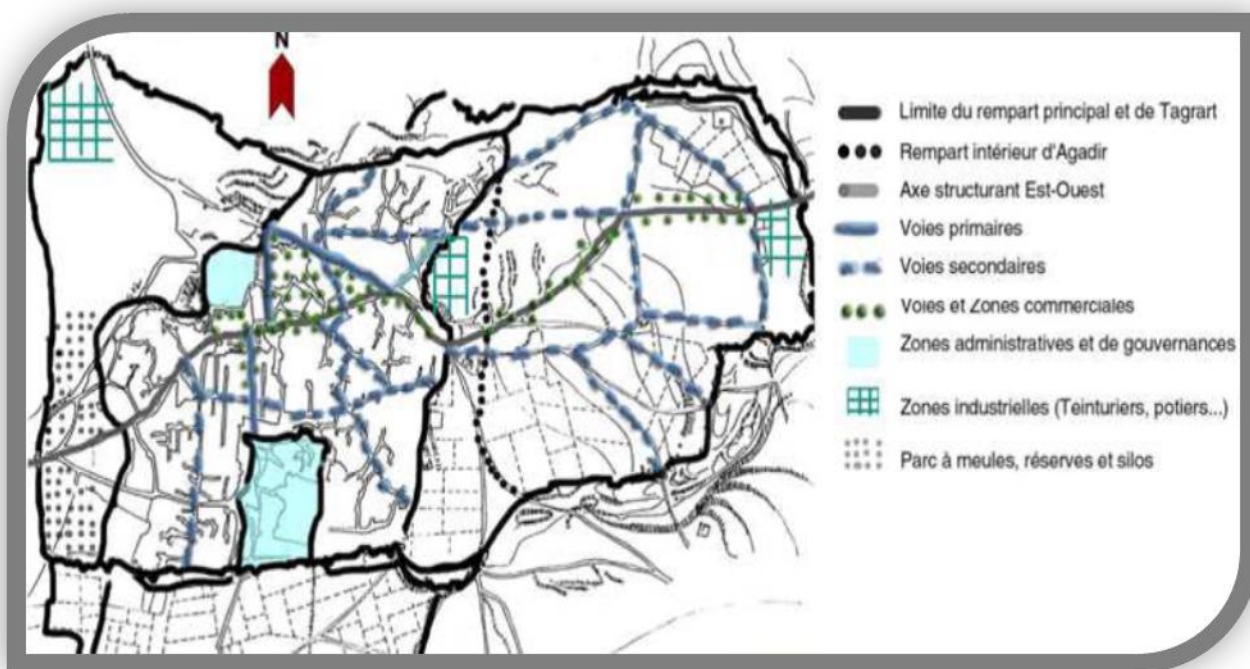 N
Limite du rempart principal et de Tagrart
Rempart intérieur d'Agadir
Axe structurant Est-Ouest
Voies primaires
Voies secondaires
Voies et Zones commerciales
Zones administratives et de gouvernances
Zones industrielles (Teinturiers, potiers...)
Parc à meules, réserves et silos